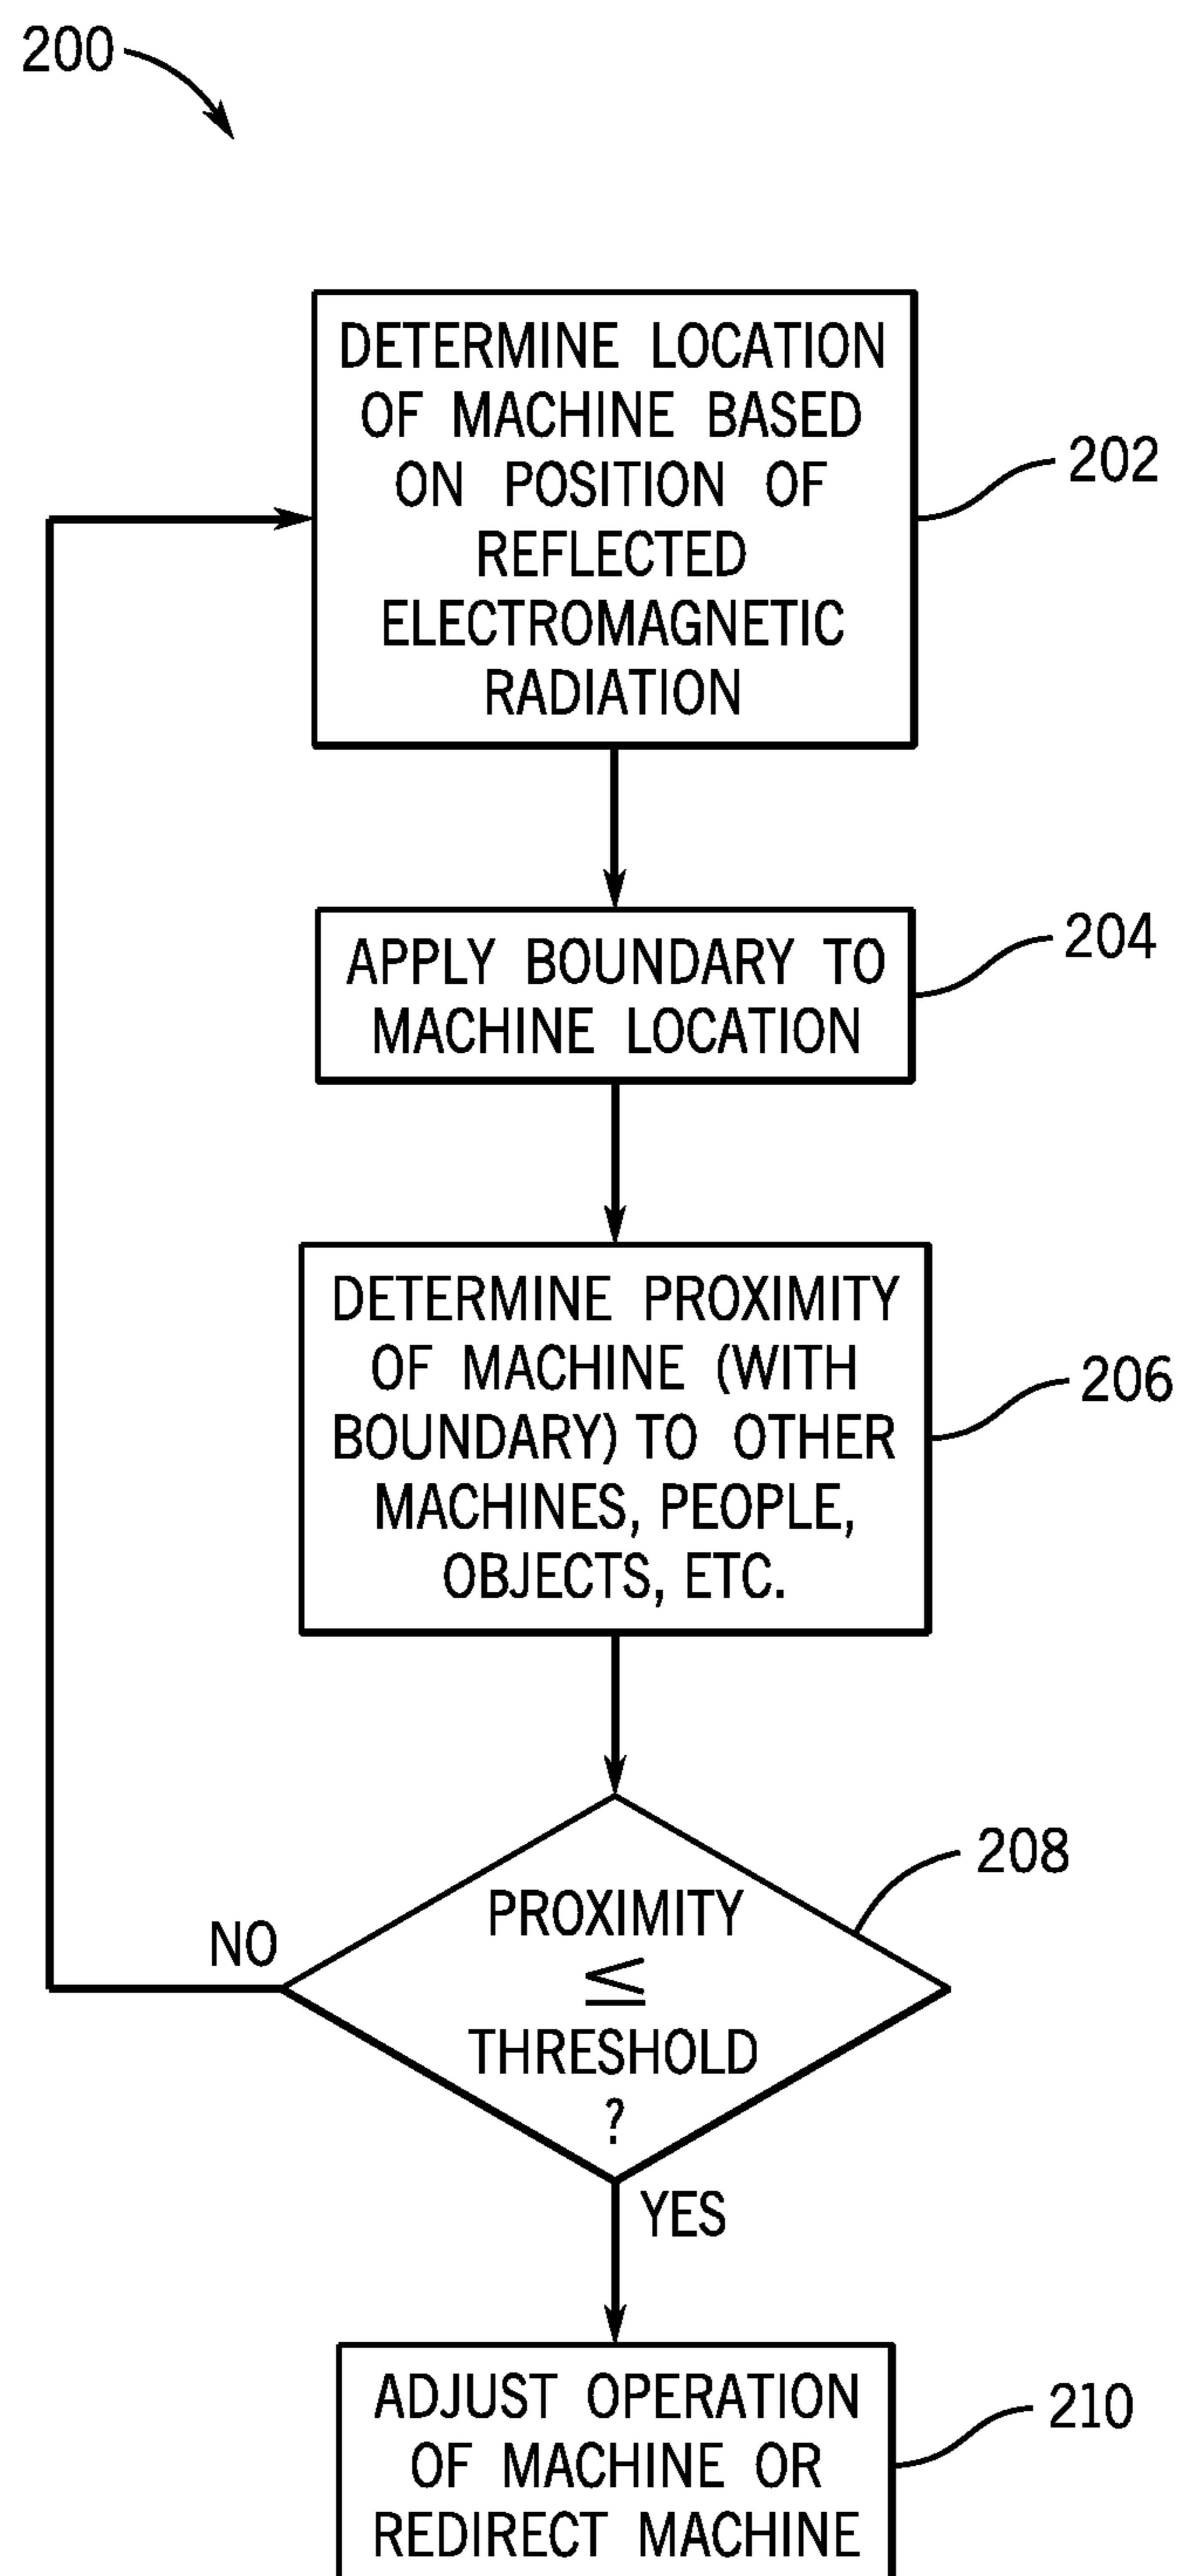 200
DETERMINE LOCATION
OF MACHINE BASED
ON POSITION OF
REFLECTED
ELECTROMAGNETIC
RADIATION
202
APPLY BOUNDARY TO
MACHINE LOCATION
204
DETERMINE PROXIMITY
OF MACHINE (WITH
BOUNDARY) TO OTHER
MACHINES, PEOPLE,
OBJECTS, ETC.
206
PROXIMITY
≤
THRESHOLD
?
208
NO
YES
ADJUST OPERATION
OF MACHINE OR
REDIRECT MACHINE
210